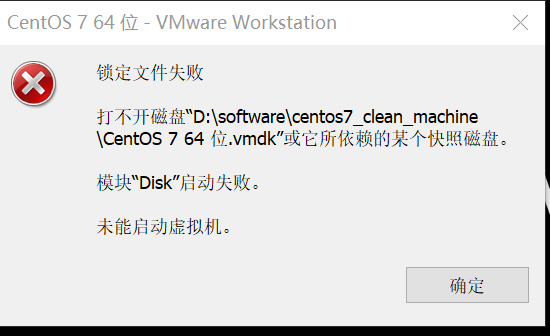 CentOS 7 64 位 - VMware Workstation
锁定文件失败
打不开磁盘“D:\software\centos7_clean_machine
\CentOS 7 64 位.vmdk”或它所依赖的某个快照磁盘。
模块“Disk”启动失败。
未能启动虚拟机。
确定